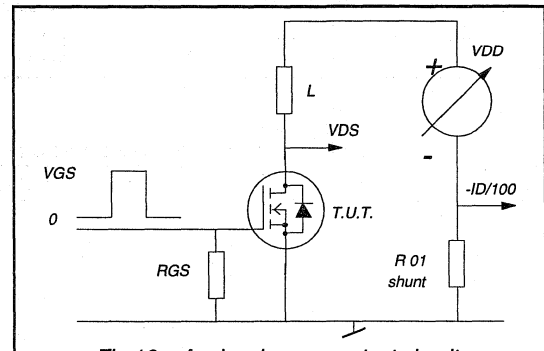 VDD
+
L
VDS
-
VGS
-ID/100
0
T.U.T.
RGS
R 01
shunt